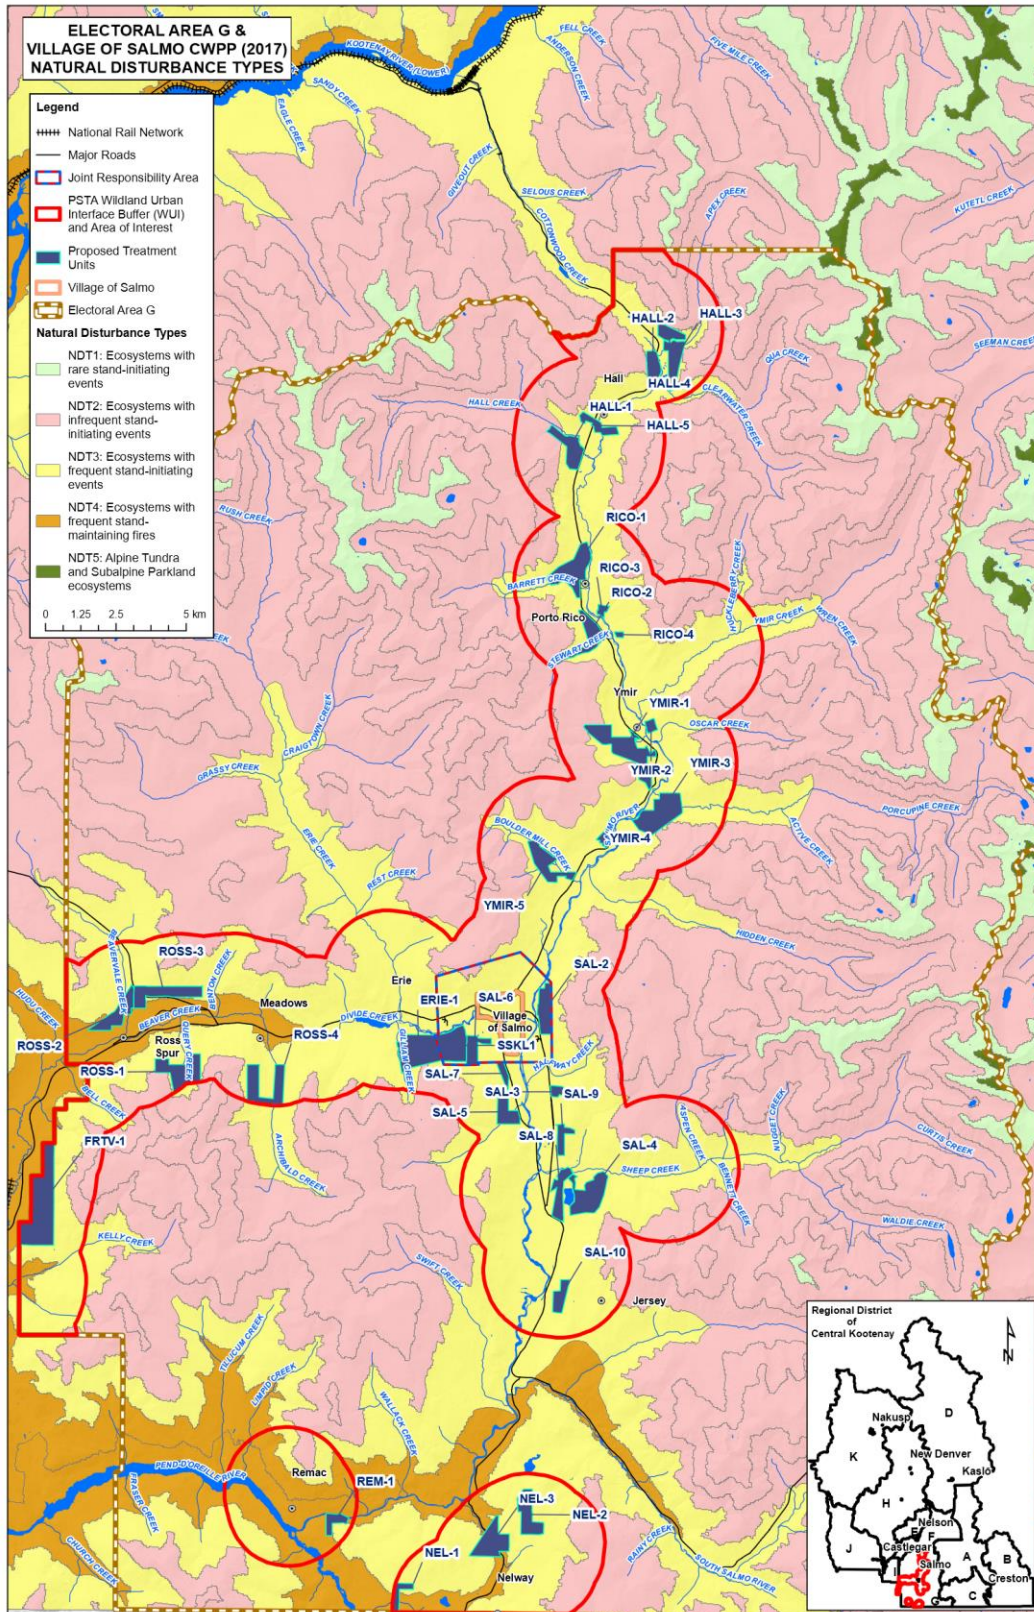 ELECTORAL AREA G &
VILLAGE OF SALMO CWPP (2017)
NATURAL DISTURBANCE TYPES
Legend
National Rail Network
Major Roads
Joint Responsibility Area
PSTA Wildland Urban
Interface Buffer (WUI)
and Area of Interest
Proposed Treatment
Units
Village of Salmo
Electoral Area G
Natural Disturbance Types
NDT1: Ecosystems with
rare stand-initiating
events
NDT2: Ecosystems with
infrequent stand-
initiating events
NDT3: Ecosystems with
frequent stand-initiating
events
NDT4: Ecosystems with
frequent stand-
maintaining fires
NDT5: Alpine Tundra
and Subalpine Parkland
ecosystems
0 1.25 2.5 5 km
KOOTENAY RIVER (LOWER)
FELL CREEK
ANDERSON CREEK
FIVE MILE CREEK
SANDY CREEK
EAGLE CREEK
GIVEOUT CREEK
SELOUS CREEK
COTTONWOOD CREEK
APEX CREEK
KUTETL CREEK
SEEMAN CREEK
HALL-2
HALL-3
QUA CREEK
Hall
HALL-4
CLEARWATER CREEK
HALL CREEK
HALL-1
HALL-5
RUSH CREEK
RICO-1
RICO-3
BARRETT CREEK
RICO-2
HUCKLEBERRY CREEK
Porto Rico
YMIR CREEK
WREN CREEK
RICO-4
STEWART CREEK
Ymir
YMIR-1
OSCAR CREEK
CRAIGTOWN CREEK
GRASSY CREEK
YMIR-2
YMIR-3
PORCUPINE CREEK
SALMO RIVER
ACTIVE CREEK
BOULDER MILL CREEK
YMIR-4
ERIE CREEK
REST CREEK
YMIR-5
HIDDEN CREEK
ROSS-3
BEAVERVALE CREEK
BENTON CREEK
Erie
SAL-2
HUDU CREEK
Meadows
ERIE-1
SAL-6
BEAVER CREEK
DIVIDE CREEK
Village
of Salmo
ROSS-2
Ross
Spur
QUERY CREEK
ROSS-4
GILLIAM CREEK
SSKL1
HALFWAY CREEK
ROSS-1
SAL-7
SAL-3
SAL-9
BELL CREEK
SAL-5
ASPEN CREEK
NUGGET CREEK
CURTIS CREEK
FRTV-1
SAL-8
SAL-4
ARCHIBALD CREEK
SHEEP CREEK
BENNETT CREEK
WALDIE CREEK
KELLY CREEK
SWIFT CREEK
SAL-10
Jersey
TILLICUM CREEK
LIMPID CREEK
WALLACK CREEK
PEND-D'OREILLE RIVER
Remac
REM-1
FRASER CREEK
NEL-3
NEL-2
NEL-1
Nelway
RAINY CREEK
SOUTH SALMO RIVER
CHURCH CREEK
Regional District
of
Central Kootenay
N
D
Nakusp
K
New Denver
Kaslo
H
Nelson
E
F
J
Castlegar
A
B
I
Salmo
Creston
G
C